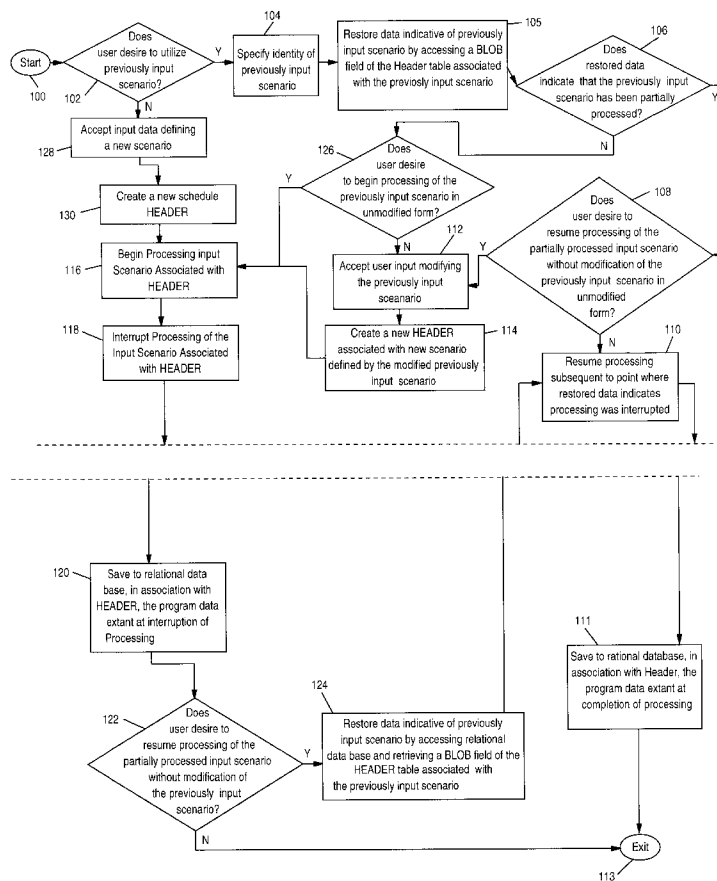 Start
100
Does
user desire to utilize
previously input
scenario?
102
Y
N
104
Specify identity of
previously input
scenario
105
Restore data indicative of previously
input scenario by accessing a BLOB
field of the Header table associated
with the previosly input scenario
106
Does
restored data
indicate that the previously input
scenario has been partially
processed?
Y
N
128
Accept input data defining
a new scenario
130
Create a new schedule
HEADER
116
Begin Processing input
Scenario Associated with
HEADER
118
Interrupt Processing of the
Input Scenario Associated
with HEADER
126
Does
user desire
to begin processing of the
previously input scenario in
unmodified form?
Y
N
112
Accept user input modifying
the previously input
sceanario
Create a new HEADER
associated with new scenario
defined by the modified previously
input scenario
114
108
Does
user desire to
resume processing of the
partially processed input scenario
without modification of the
previously input scenario in
unmodified
form?
Y
N
110
Resume processing
subsequent to point where
restored data indicates
processing was interrupted
120
Save to relational data
base, in association with
HEADER, the program data
extant at interruption of
Processing
122
Does
user desire to
resume processing of the
partially processed input scenario
without modification of
the previously input
scenario?
Y
N
124
Restore data indicative of previously
input scenario by accessing relational
data base and retrieving a BLOB field of the
HEADER table associated with
the previously input scenario
111
Save to rational database, in
association with Header, the
program data extant at
completion of processing
Exit
113